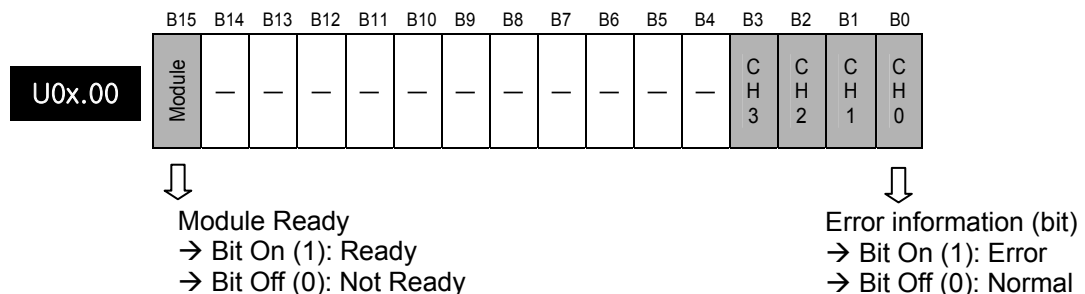 B15 B14 B13 B12 B11 B10 B9 B8 B7 B6 B5 B4 B3 B2 B1 B0
U0x.00 Module — — — — — — — — — — — CH3 CH2 CH1 CH0
Module Ready
→ Bit On (1): Ready
→ Bit Off (0): Not Ready
Error information (bit)
→ Bit On (1): Error
→ Bit Off (0): Normal